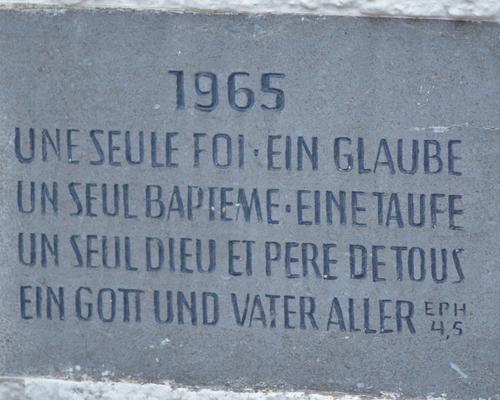 1965
UNE SEULE FOI · EIN GLAUBE
UN SEUL BAPTEME · EINE TAUFE
UN SEUL DIEU ET PERE DE TOUS
EIN GOTT UND VATER ALLER EPH
4,5